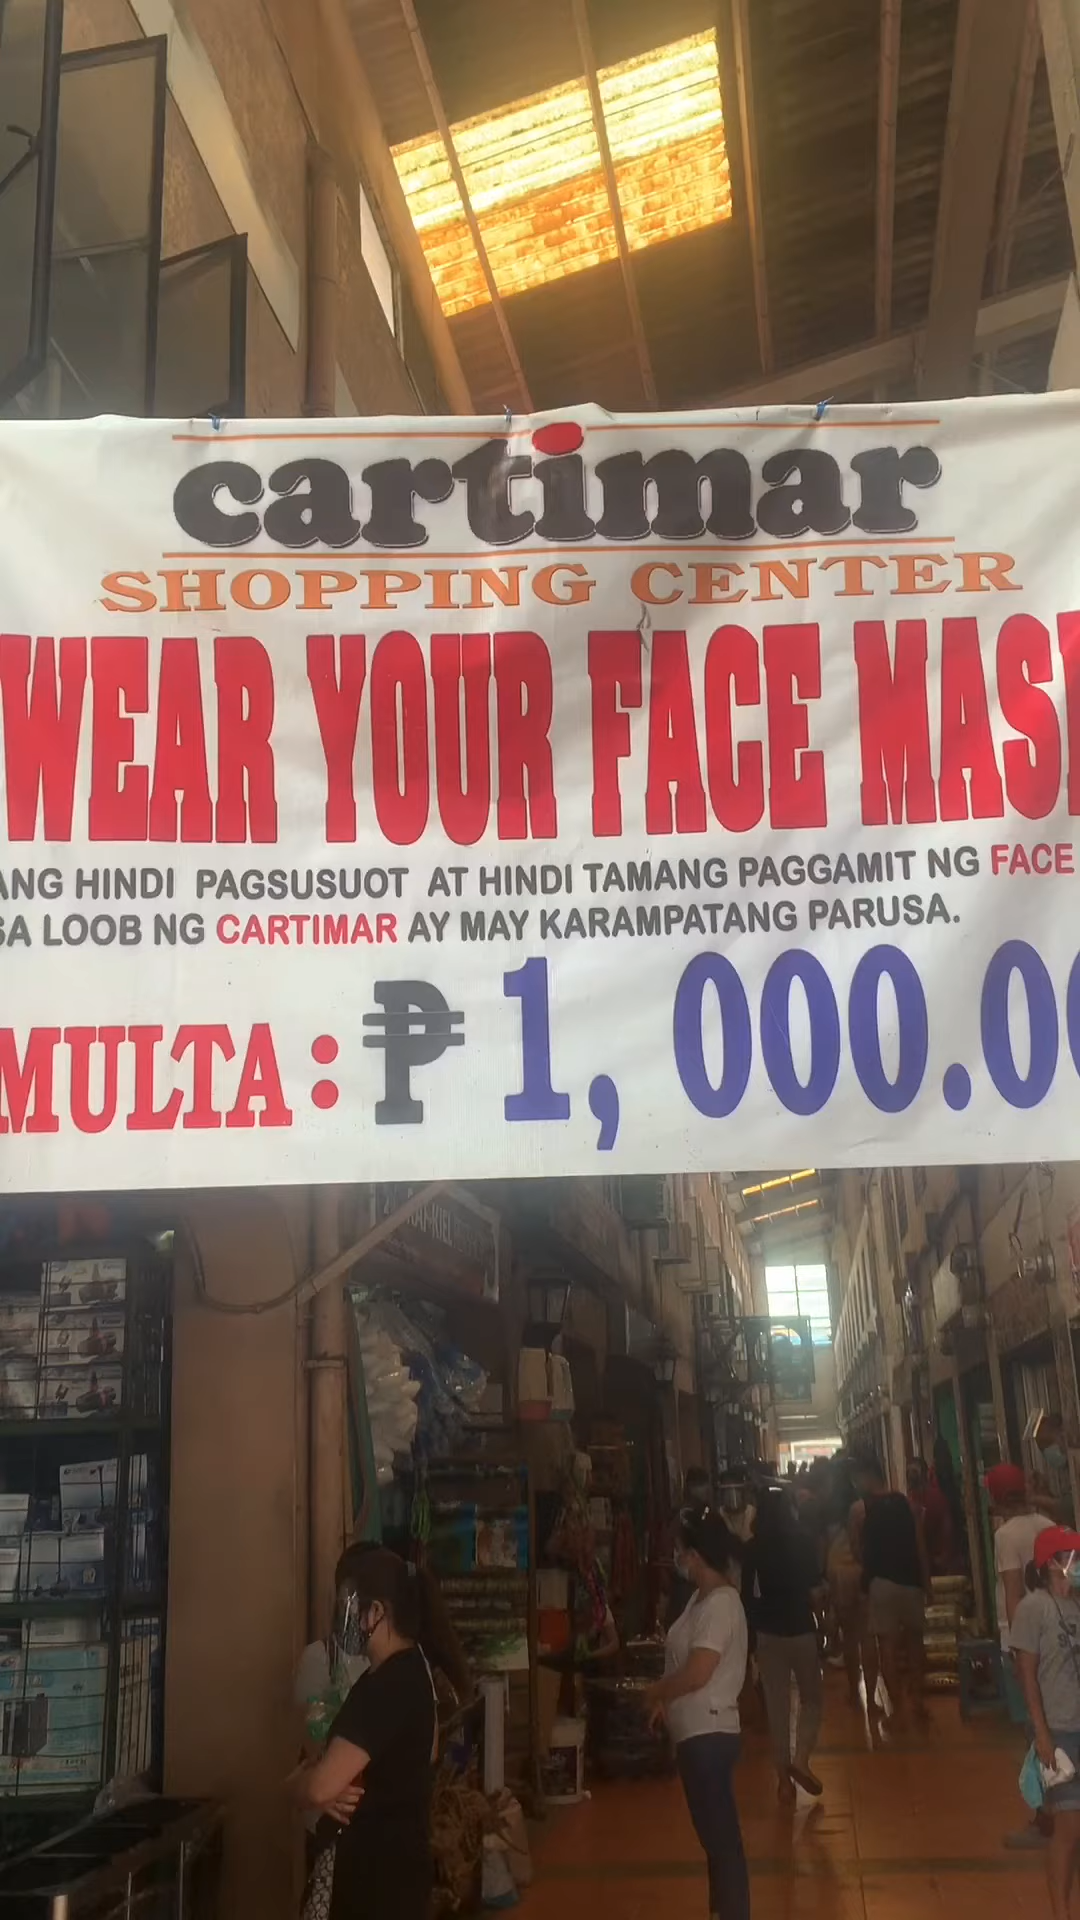 cartimar
SHOPPING CENTER
WEAR YOUR FACE MAS
ANG HINDI PAGSUSUOT AT HINDI TAMANG PAGGAMIT NG FACE
SA LOOB NG CARTIMAR AY MAY KARAMPATANG PARUSA.
MULTA: ₱ 1, 000.0